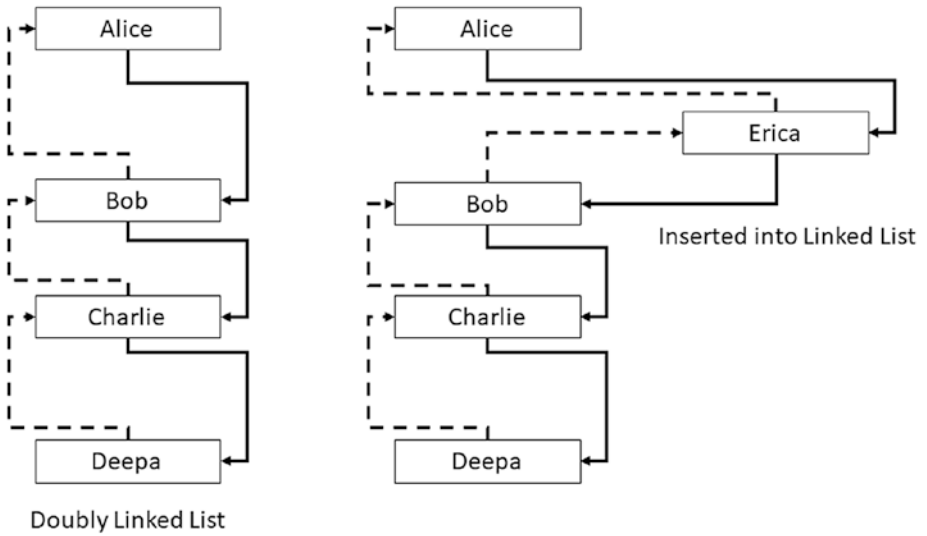 Alice
Bob
Charlie
Deepa
Doubly Linked List
Alice
Erica
Bob
Inserted into Linked List
Charlie
Deepa